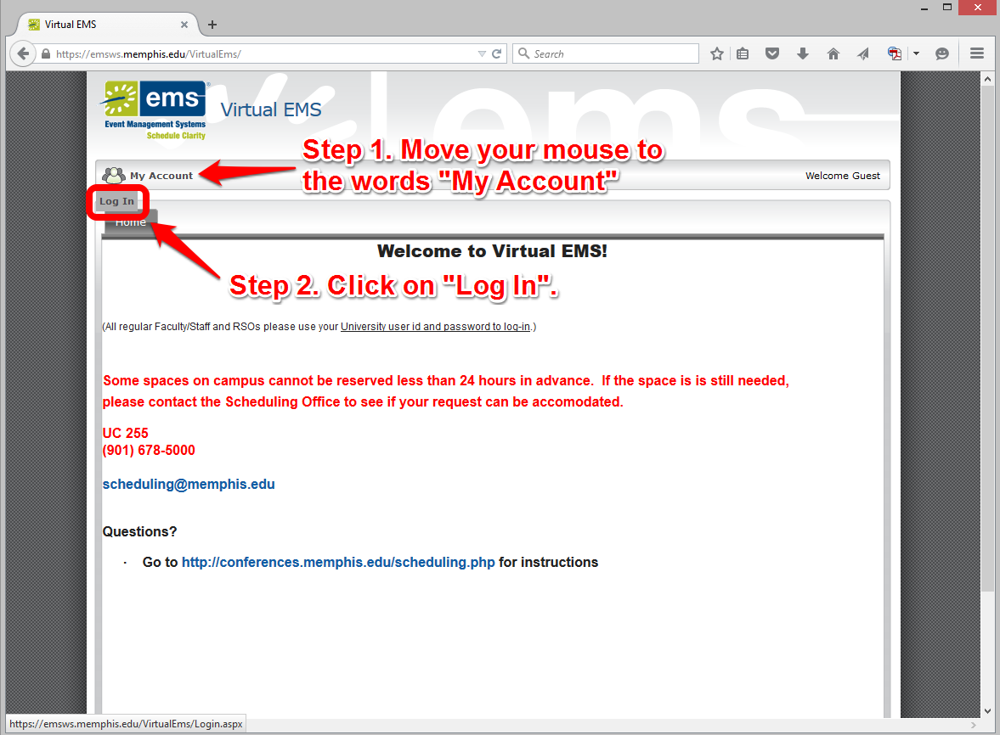 Virtual EMS
https://emsws.memphis.edu/VirtualEms/
Search
ems
Event Management Systems
Schedule Clarity
Virtual EMS
ems
Step 1. Move your mouse to
the words "My Account"
My Account
Welcome Guest
Log In
Home
Welcome to Virtual EMS!
Step 2. Click on "Log In".
(All regular Faculty/Staff and RSOs please use your University user id and password to log-in.)
Some spaces on campus cannot be reserved less than 24 hours in advance.  If the space is is still needed,
please contact the Scheduling Office to see if your request can be accomodated.
UC 255
(901) 678-5000
scheduling@memphis.edu
Questions?
· Go to http://conferences.memphis.edu/scheduling.php for instructions
https://emsws.memphis.edu/VirtualEms/Login.aspx